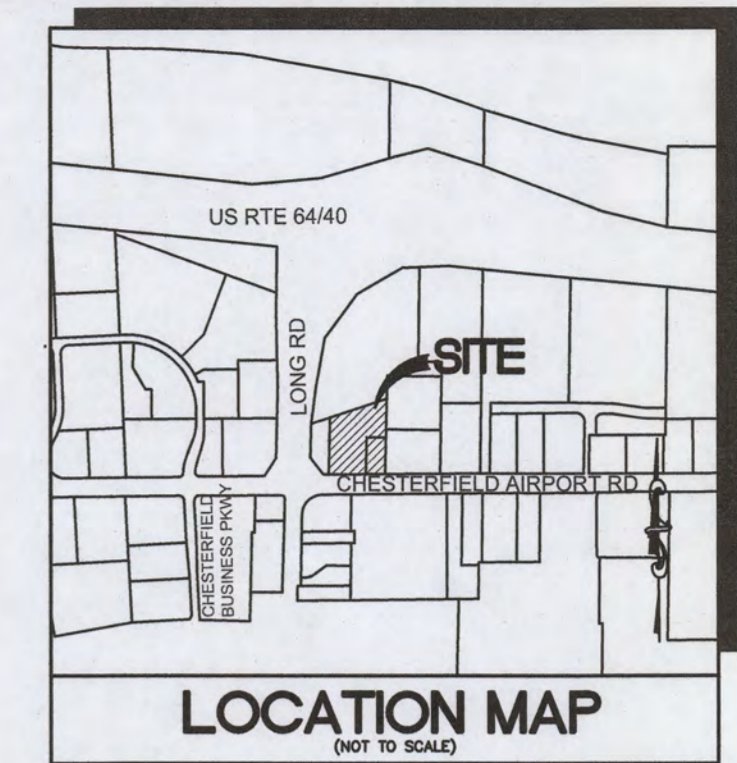 US RTE 64/40
LONG RD
SITE
CHESTERFIELD AIRPORT RD
CHESTERFIELD
BUSINESS PKWY
LOCATION MAP
(NOT TO SCALE)